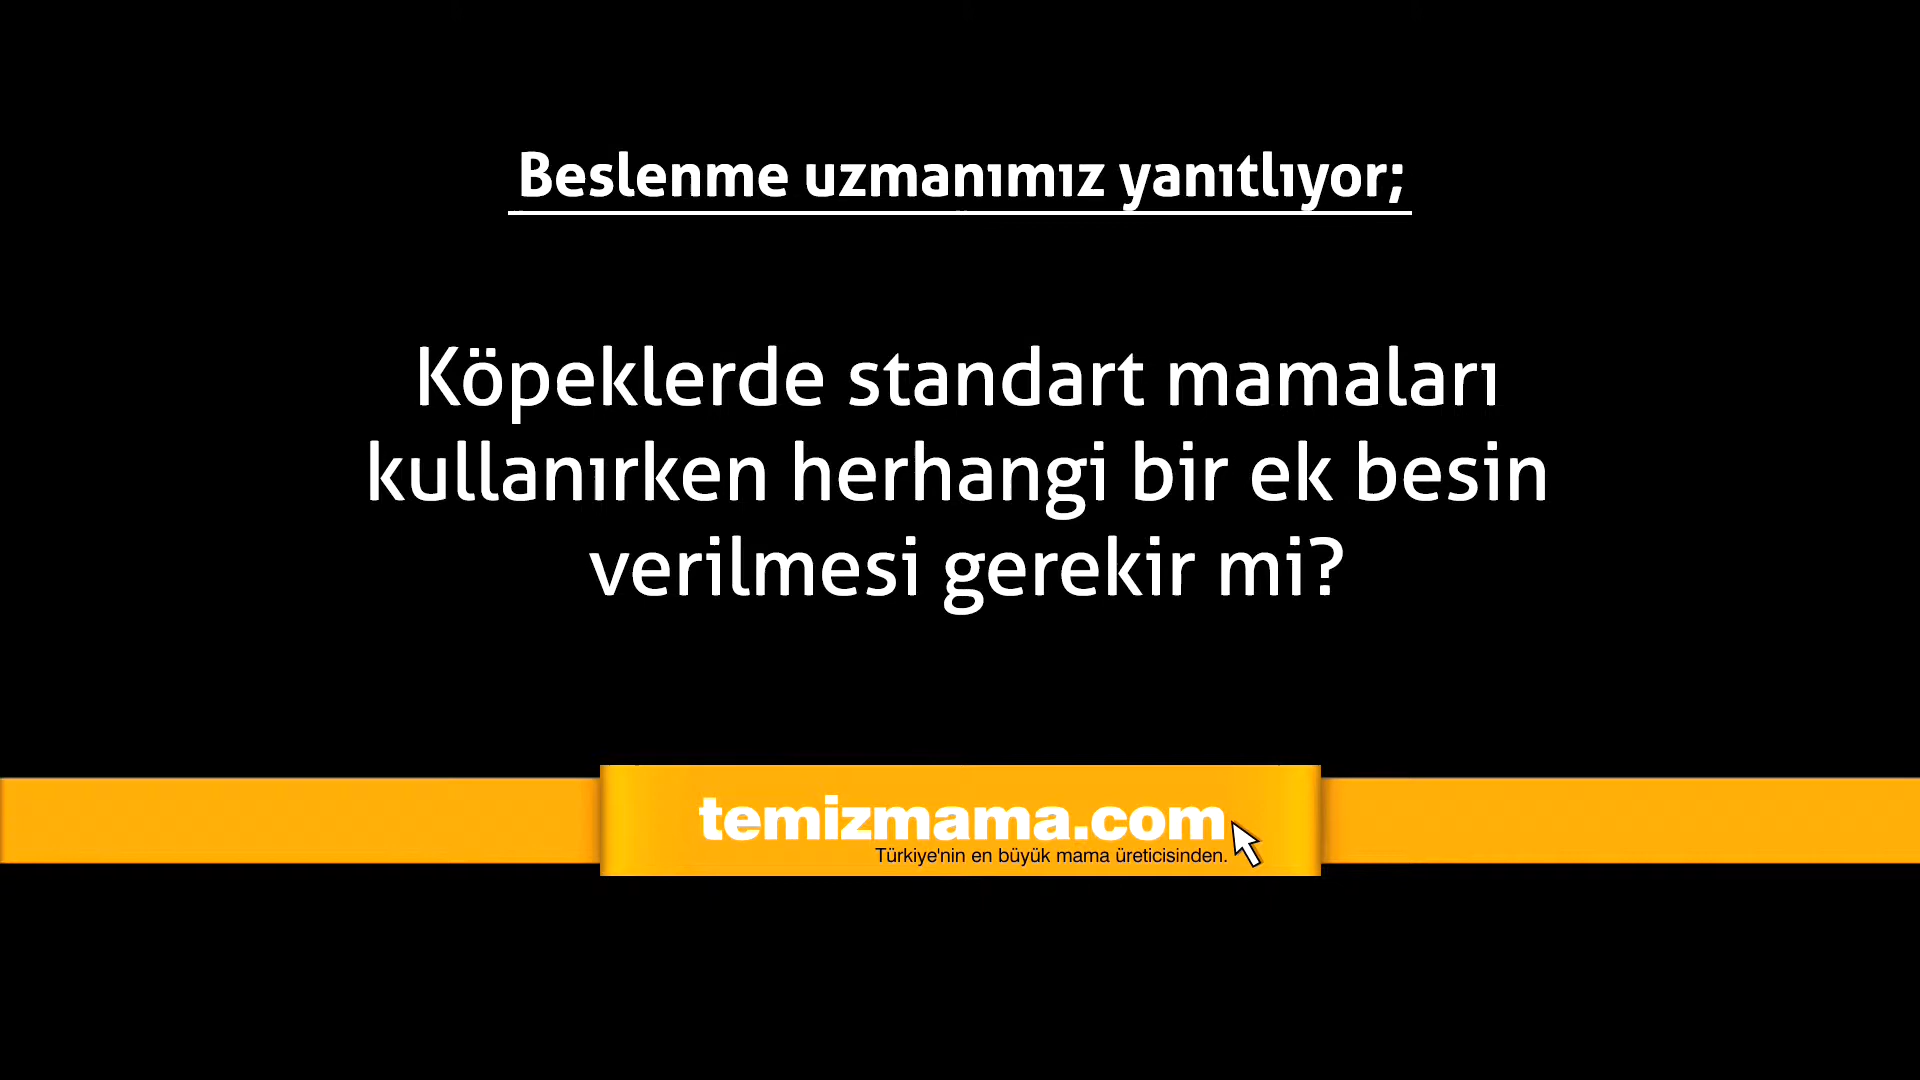 Beslenme uzmanımız yanıtlıyor;
Köpeklerde standart mamaları
kullanırken herhangi bir ek besin
verilmesi gerekir mi?
temizmama.com
Türkiye'nin en büyük mama üreticisinden.